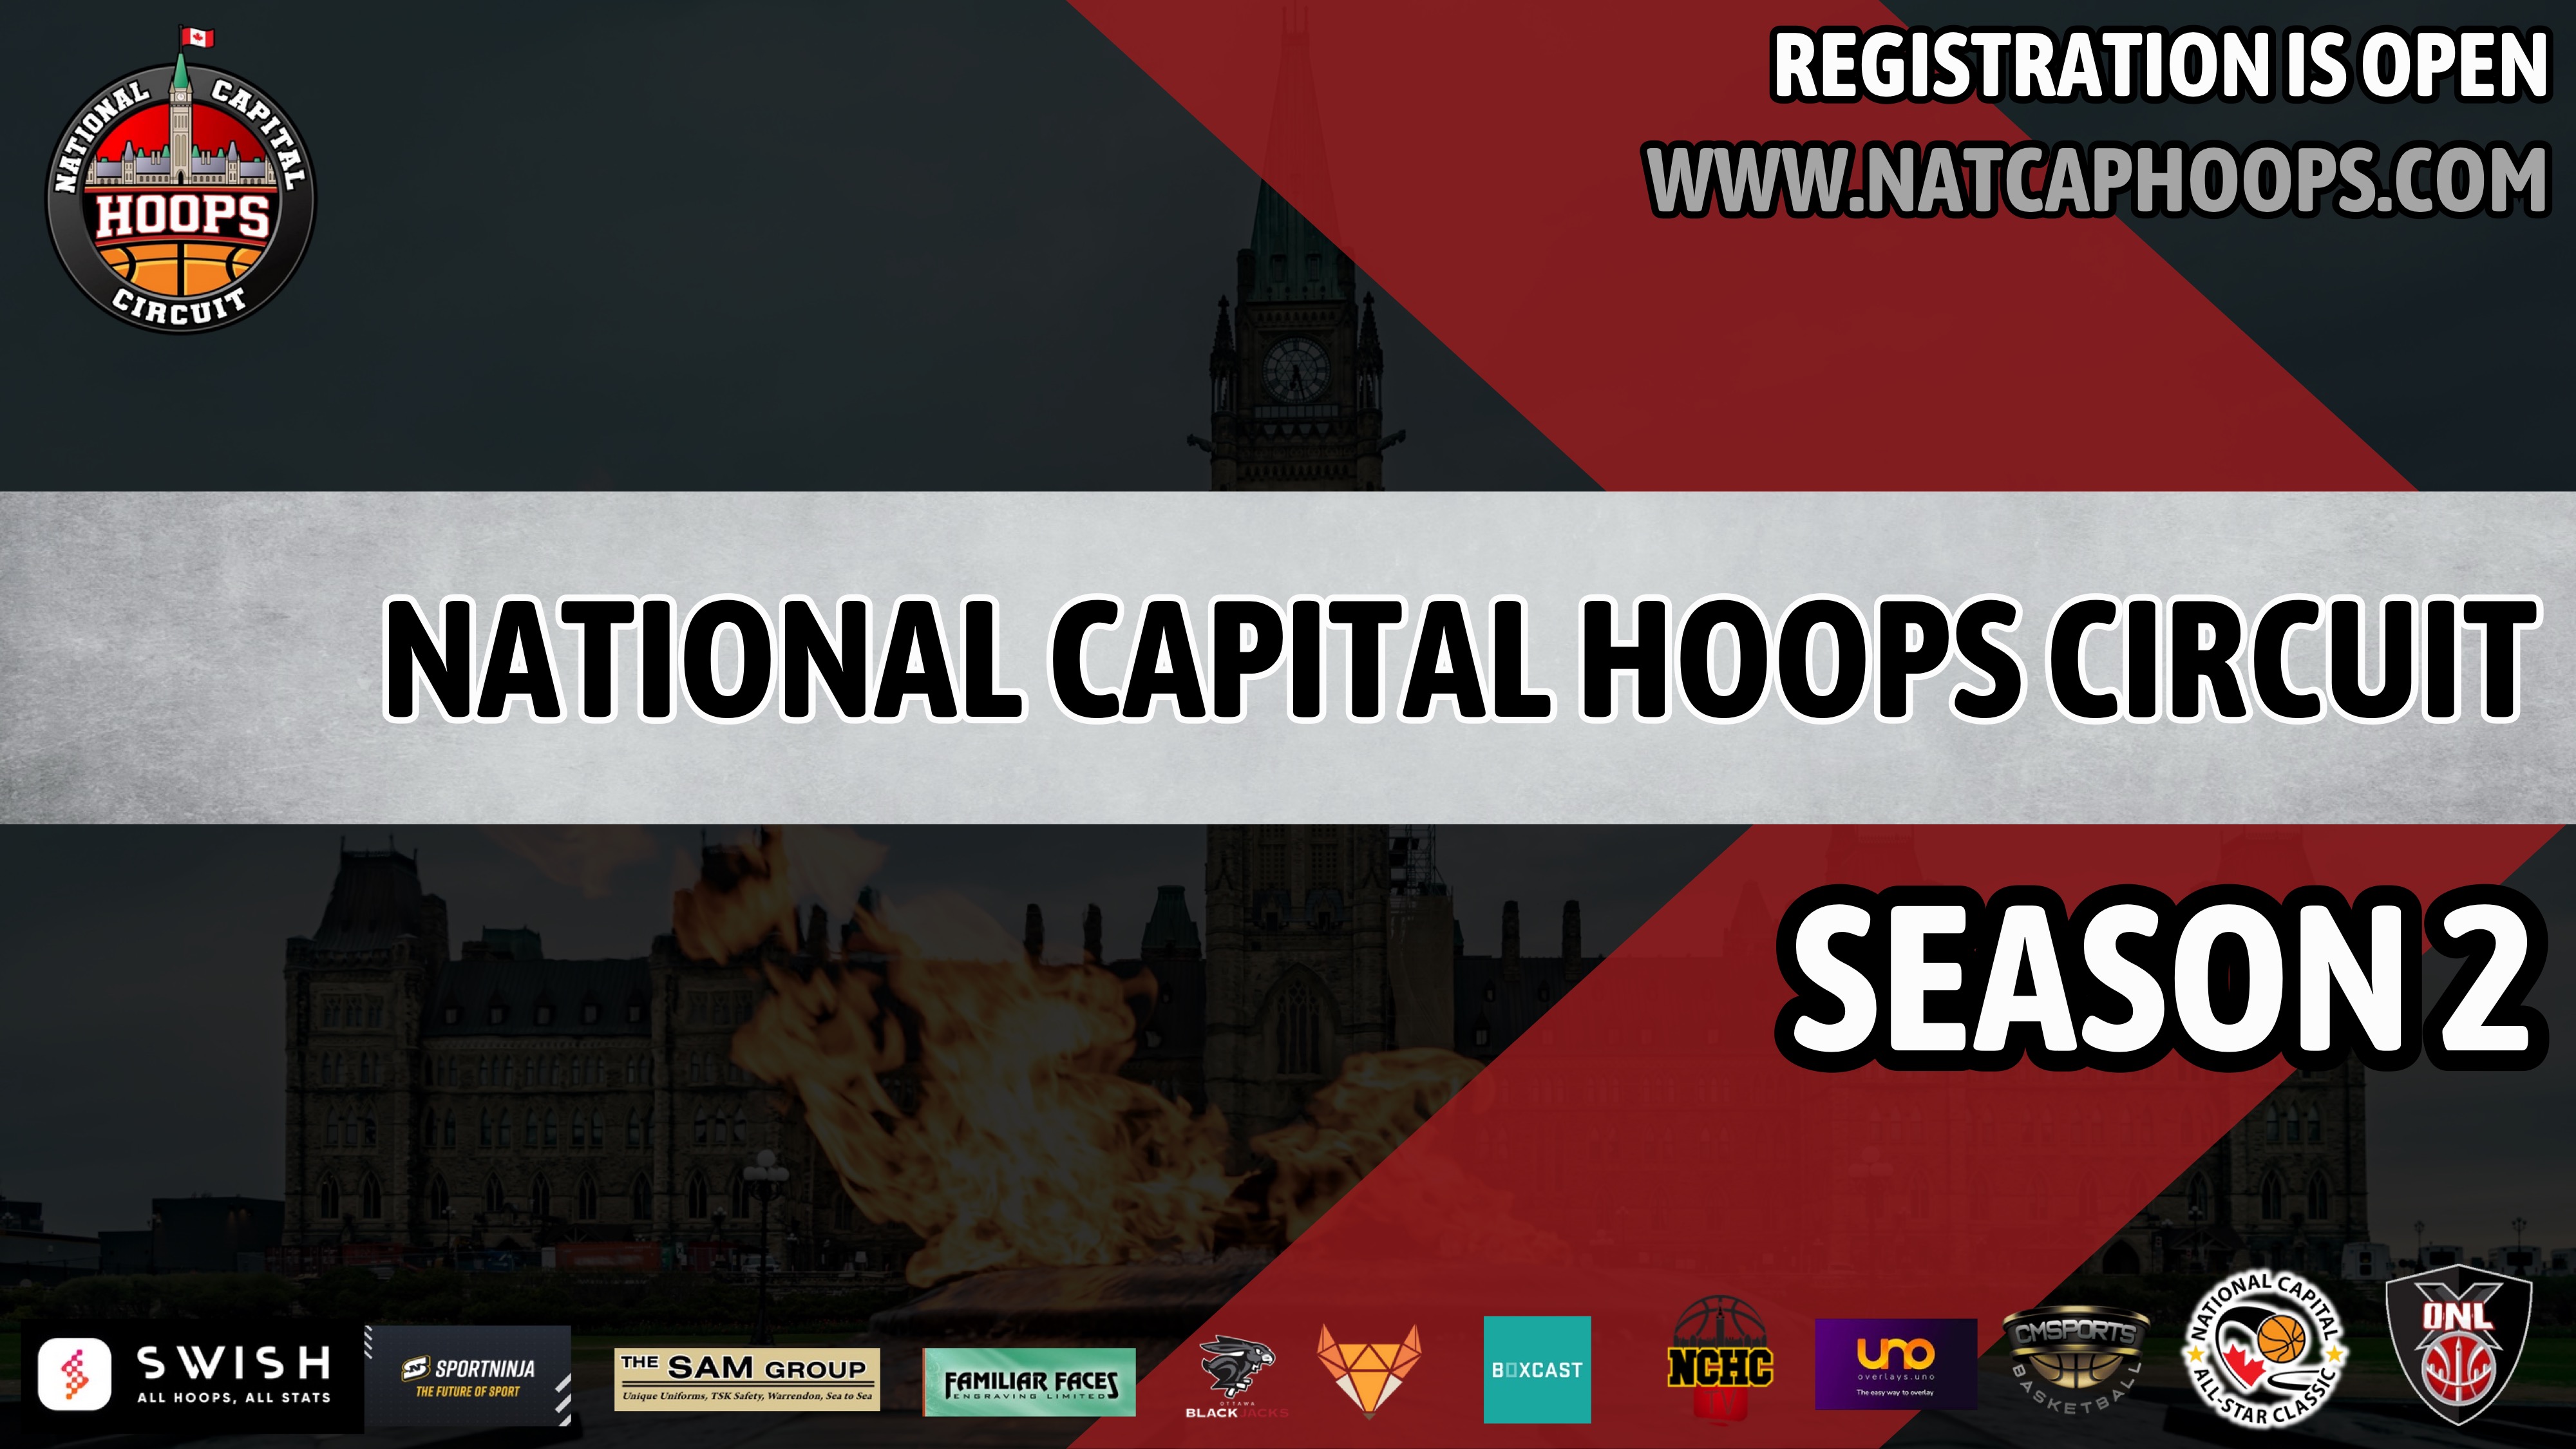 NATIONAL CAPITAL
HOOPS
CIRCUIT
REGISTRATION IS OPEN
WWW.NATCAPHOOPS.COM
NATIONAL CAPITAL HOOPS CIRCUIT
SEASON 2
SWISH
ALL HOOPS, ALL STATS
SPORTNINJA
THE FUTURE OF SPORT
THE SAM GROUP
Unique Uniforms, TSK Safety, Warrendon, Sea to Sea
FAMILIAR FACES
ENGRAVING LIMITED
OTTAWA
BLACKJACKS
BOXCAST
NCHC
TV
uno
overlays.uno
The easy way to overlay
CMSPORTS
BASKETBALL
NATIONAL CAPITAL
ALL-STAR CLASSIC
ONL
X